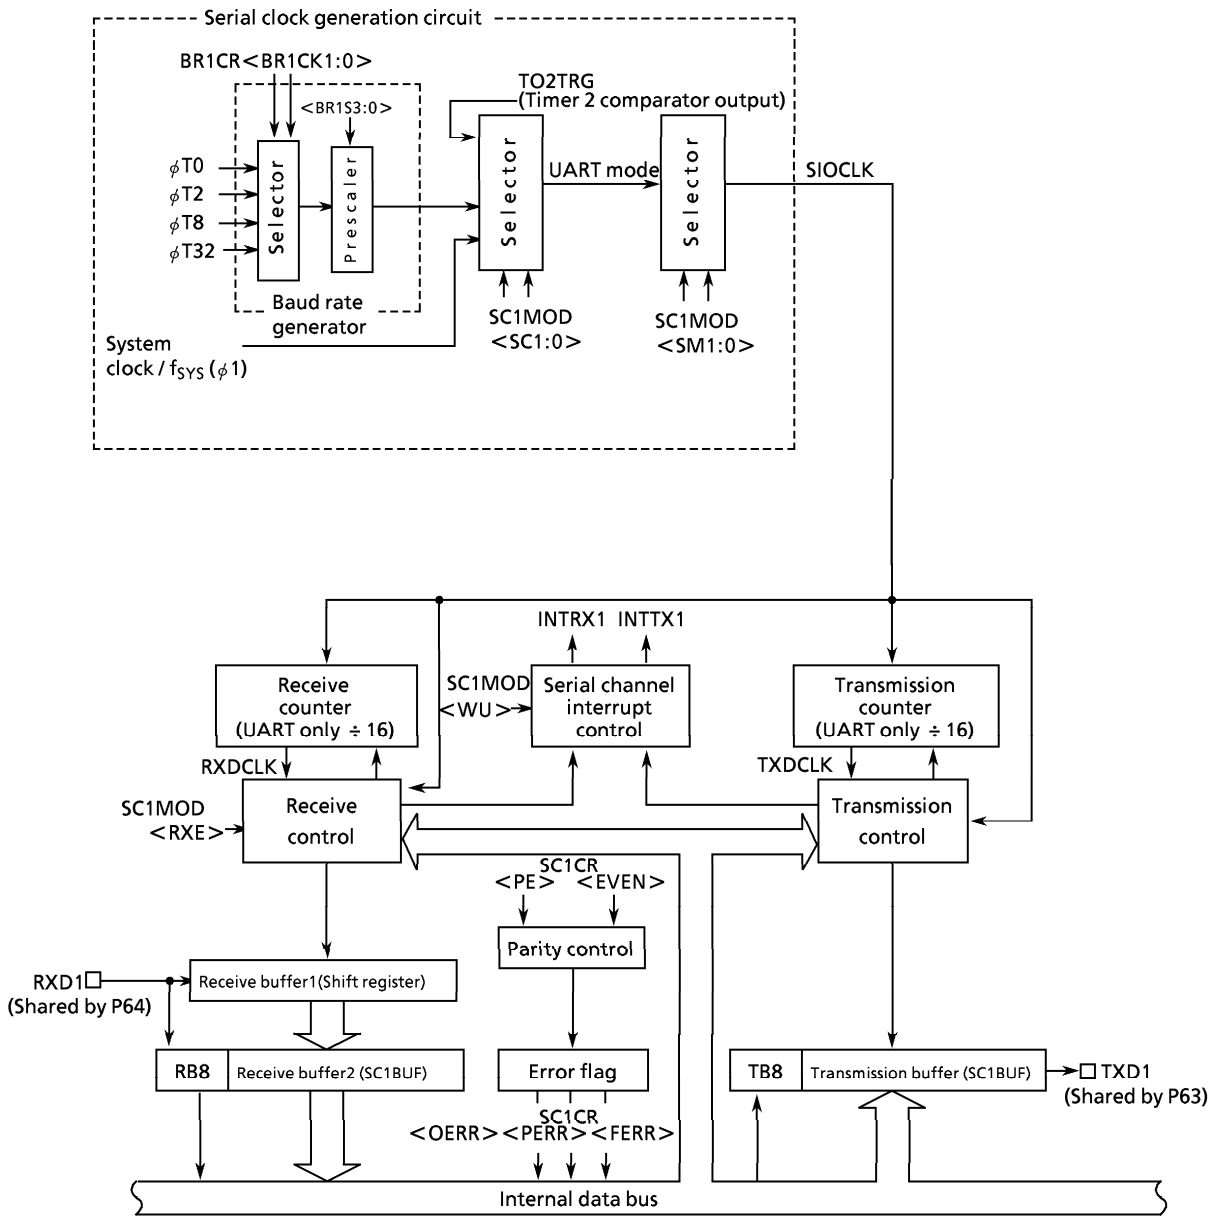 Serial clock generation circuit
BR1CR<BR1CK1:0>
<BR1S3:0>
TO2TRG
(Timer 2 comparator output)
φT0
φT2
φT8
φT32
Selector
Prescaler
Selector
UART mode
Selector
SIOCLK
Baud rate
generator
System
clock / fSYS (φ1)
SC1MOD
<SC1:0>
SC1MOD
<SM1:0>
INTRX1
INTTX1
Receive
counter
(UART only ÷ 16)
SC1MOD
<WU>
Serial channel
interrupt
control
Transmission
counter
(UART only ÷ 16)
RXDCLK
TXDCLK
SC1MOD
<RXE>
Receive
control
Transmission
control
SC1CR
<PE>
<EVEN>
Parity control
RXD1
(Shared by P64)
Receive buffer1(Shift register)
RB8
Receive buffer2 (SC1BUF)
Error flag
TB8
Transmission buffer (SC1BUF)
TXD1
(Shared by P63)
SC1CR
<OERR>
<PERR>
<FERR>
Internal data bus